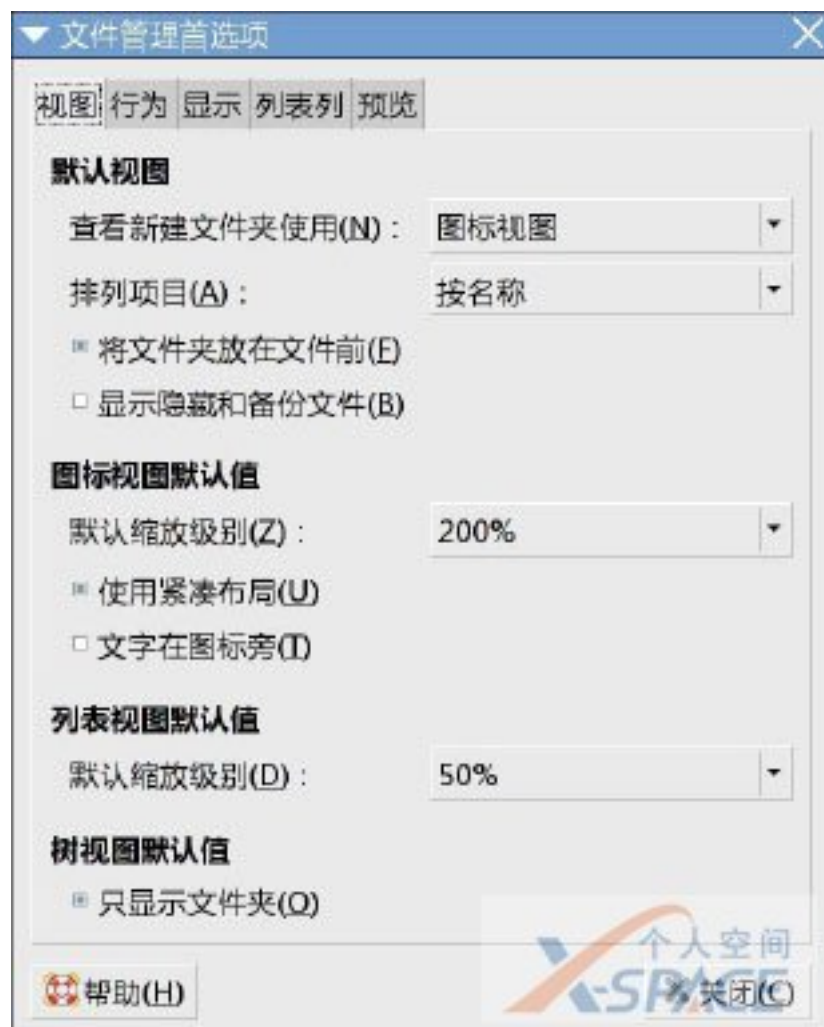 文件管理首选项
视图 行为 显示 列表列 预览
默认视图
查看新建文件夹使用(N)： 图标视图
排列项目(A)： 按名称
将文件夹放在文件前(F)
显示隐藏和备份文件(B)
图标视图默认值
默认缩放级别(Z)： 200%
使用紧凑布局(U)
文字在图标旁(T)
列表视图默认值
默认缩放级别(D)： 50%
树视图默认值
只显示文件夹(O)
个人空间
X-SPACE
帮助(H) 关闭(C)